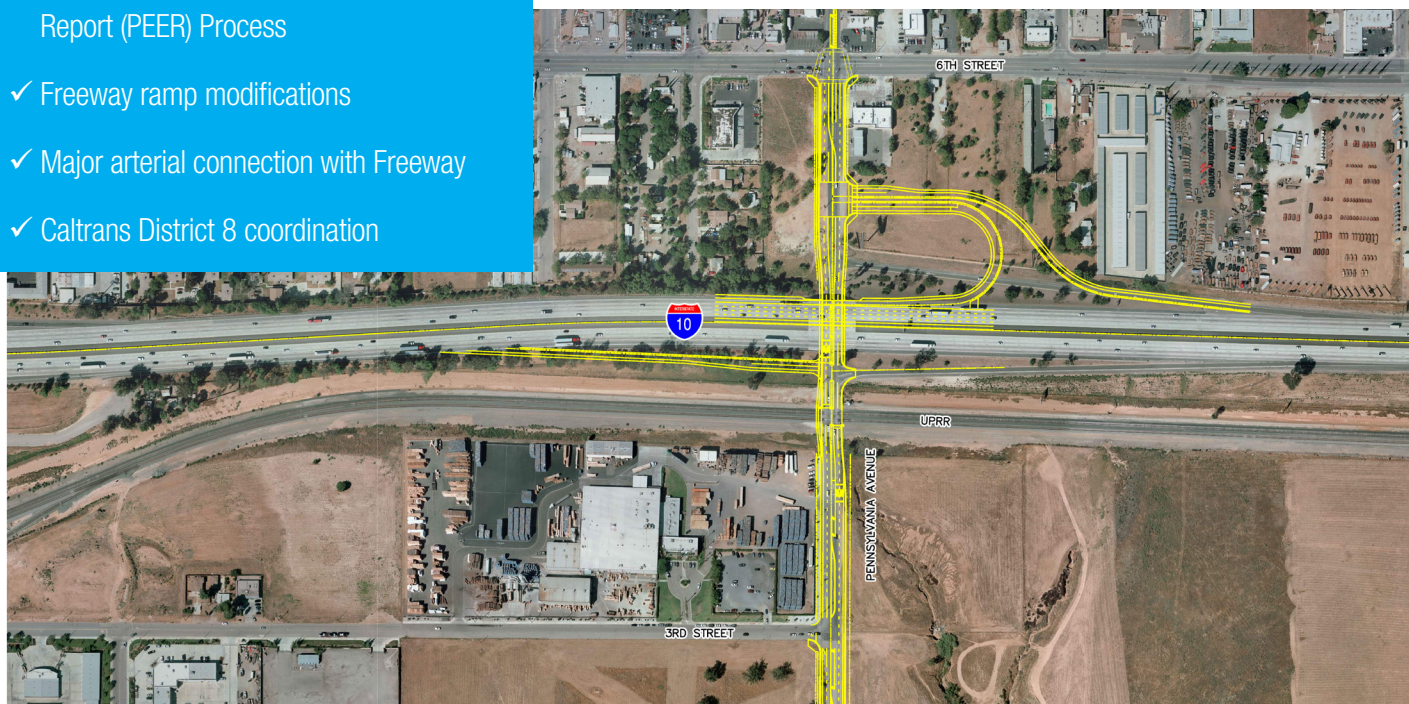 Report (PEER) Process
✓ Freeway ramp modifications
✓ Major arterial connection with Freeway
✓ Caltrans District 8 coordination
6TH STREET
INTERSTATE
10
UPRR
PENNSYLVANIA AVENUE
3RD STREET